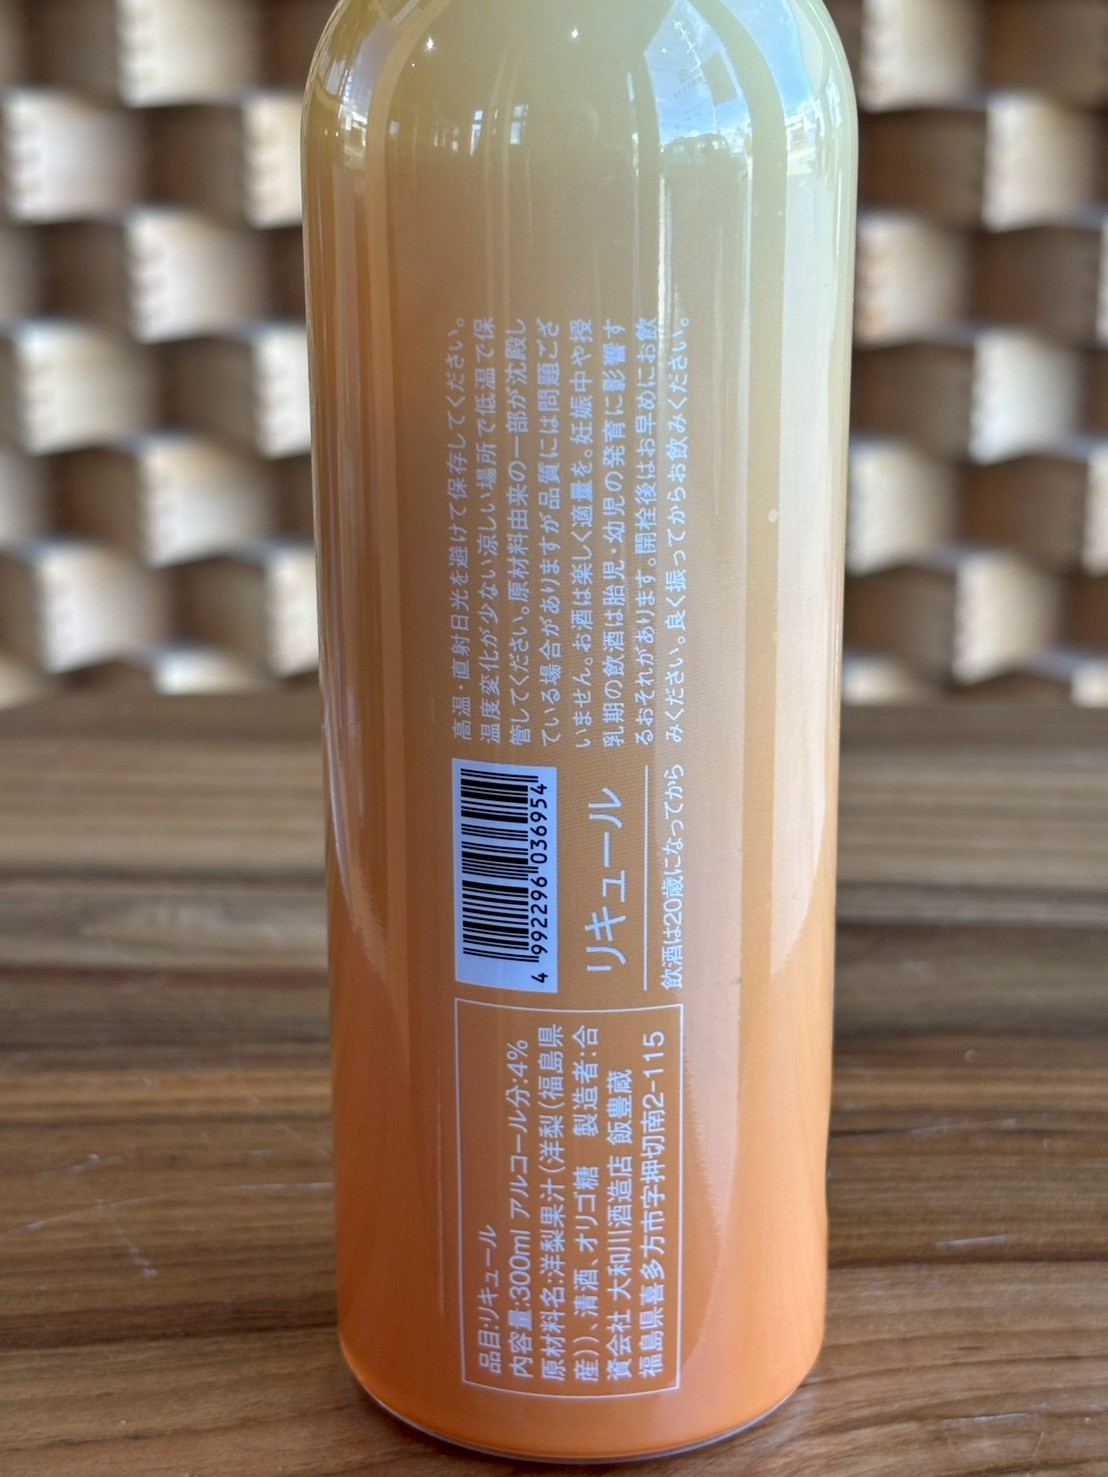 高温・直射日光を避けて保存してください。
温度変化が少ない涼しい場所で低温で保
管してください。原材料由来の一部が沈殿し
ている場合がありますが品質には問題ござ
いません。お酒は楽しく適量を。妊娠中や授
乳期の飲酒は胎児・幼児の発育に影響す
るおそれがあります。開栓後はお早めにお飲
みください。良く振ってからお飲みください。
4 992296 036954
リキュール
飲酒は20歳になってから
品目:リキュール
内容量:300ml アルコール分:4%
原材料名:洋梨果汁(洋梨(福島県
産))、清酒、オリゴ糖 製造者:合
資会社 大和川酒造店 飯豊蔵
福島県喜多方市字押切南2-115